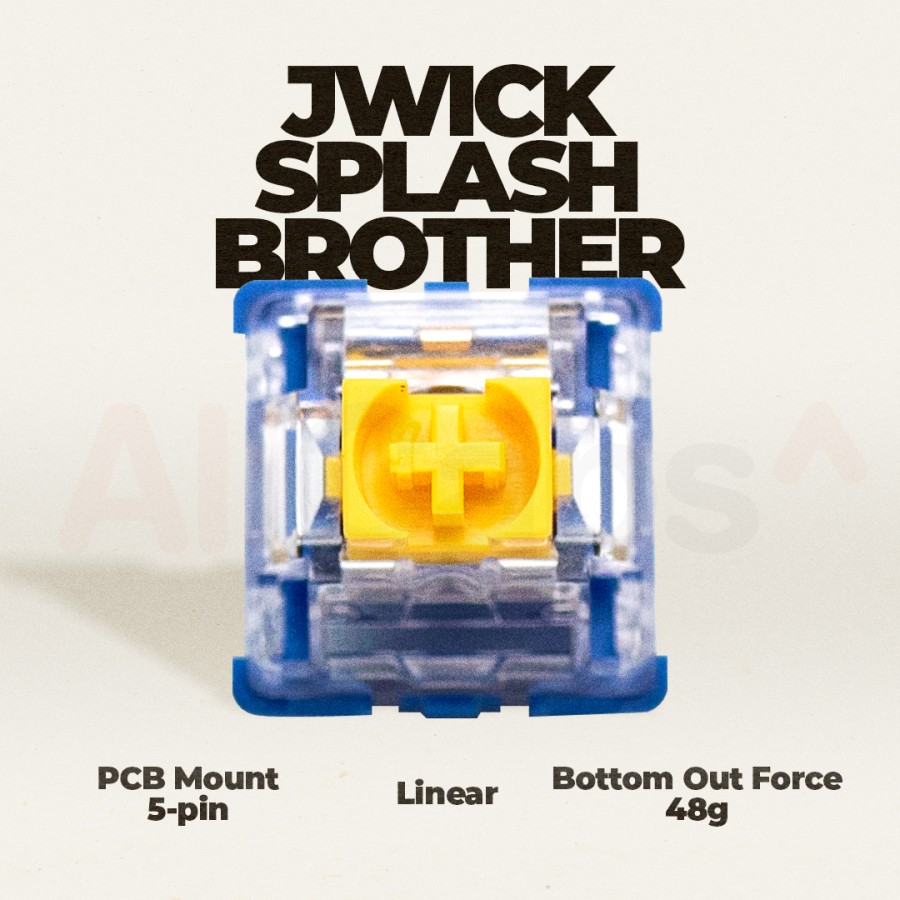 JWICK
SPLASH
BROTHER
PCB Mount
5-pin
Linear
Bottom Out Force
48g